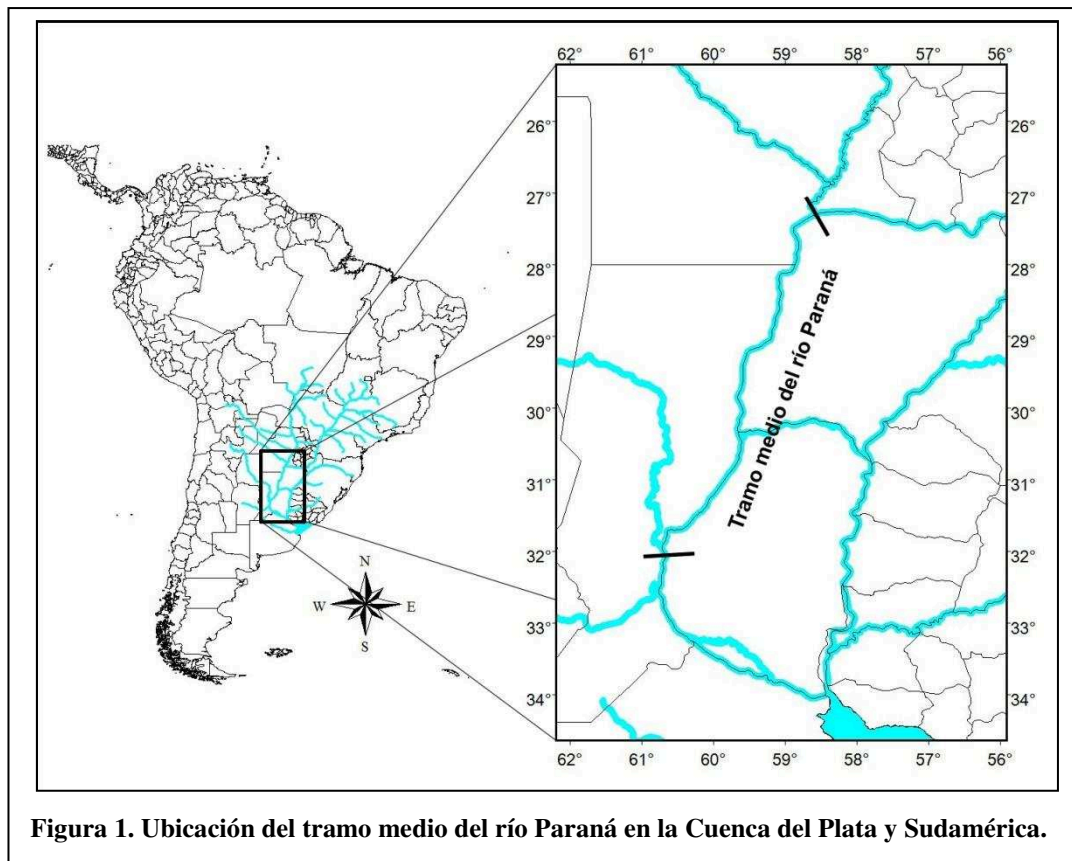 62° 61° 60° 59° 58° 57° 56°
26° 26°
27° 27°
28° 28°
29° 29°
30° 30°
31° 31°
32° 32°
33° 33°
34° 34°
62° 61° 60° 59° 58° 57° 56°
Tramo medio del río Paraná
N
W E
S
Figura 1. Ubicación del tramo medio del río Paraná en la Cuenca del Plata y Sudamérica.